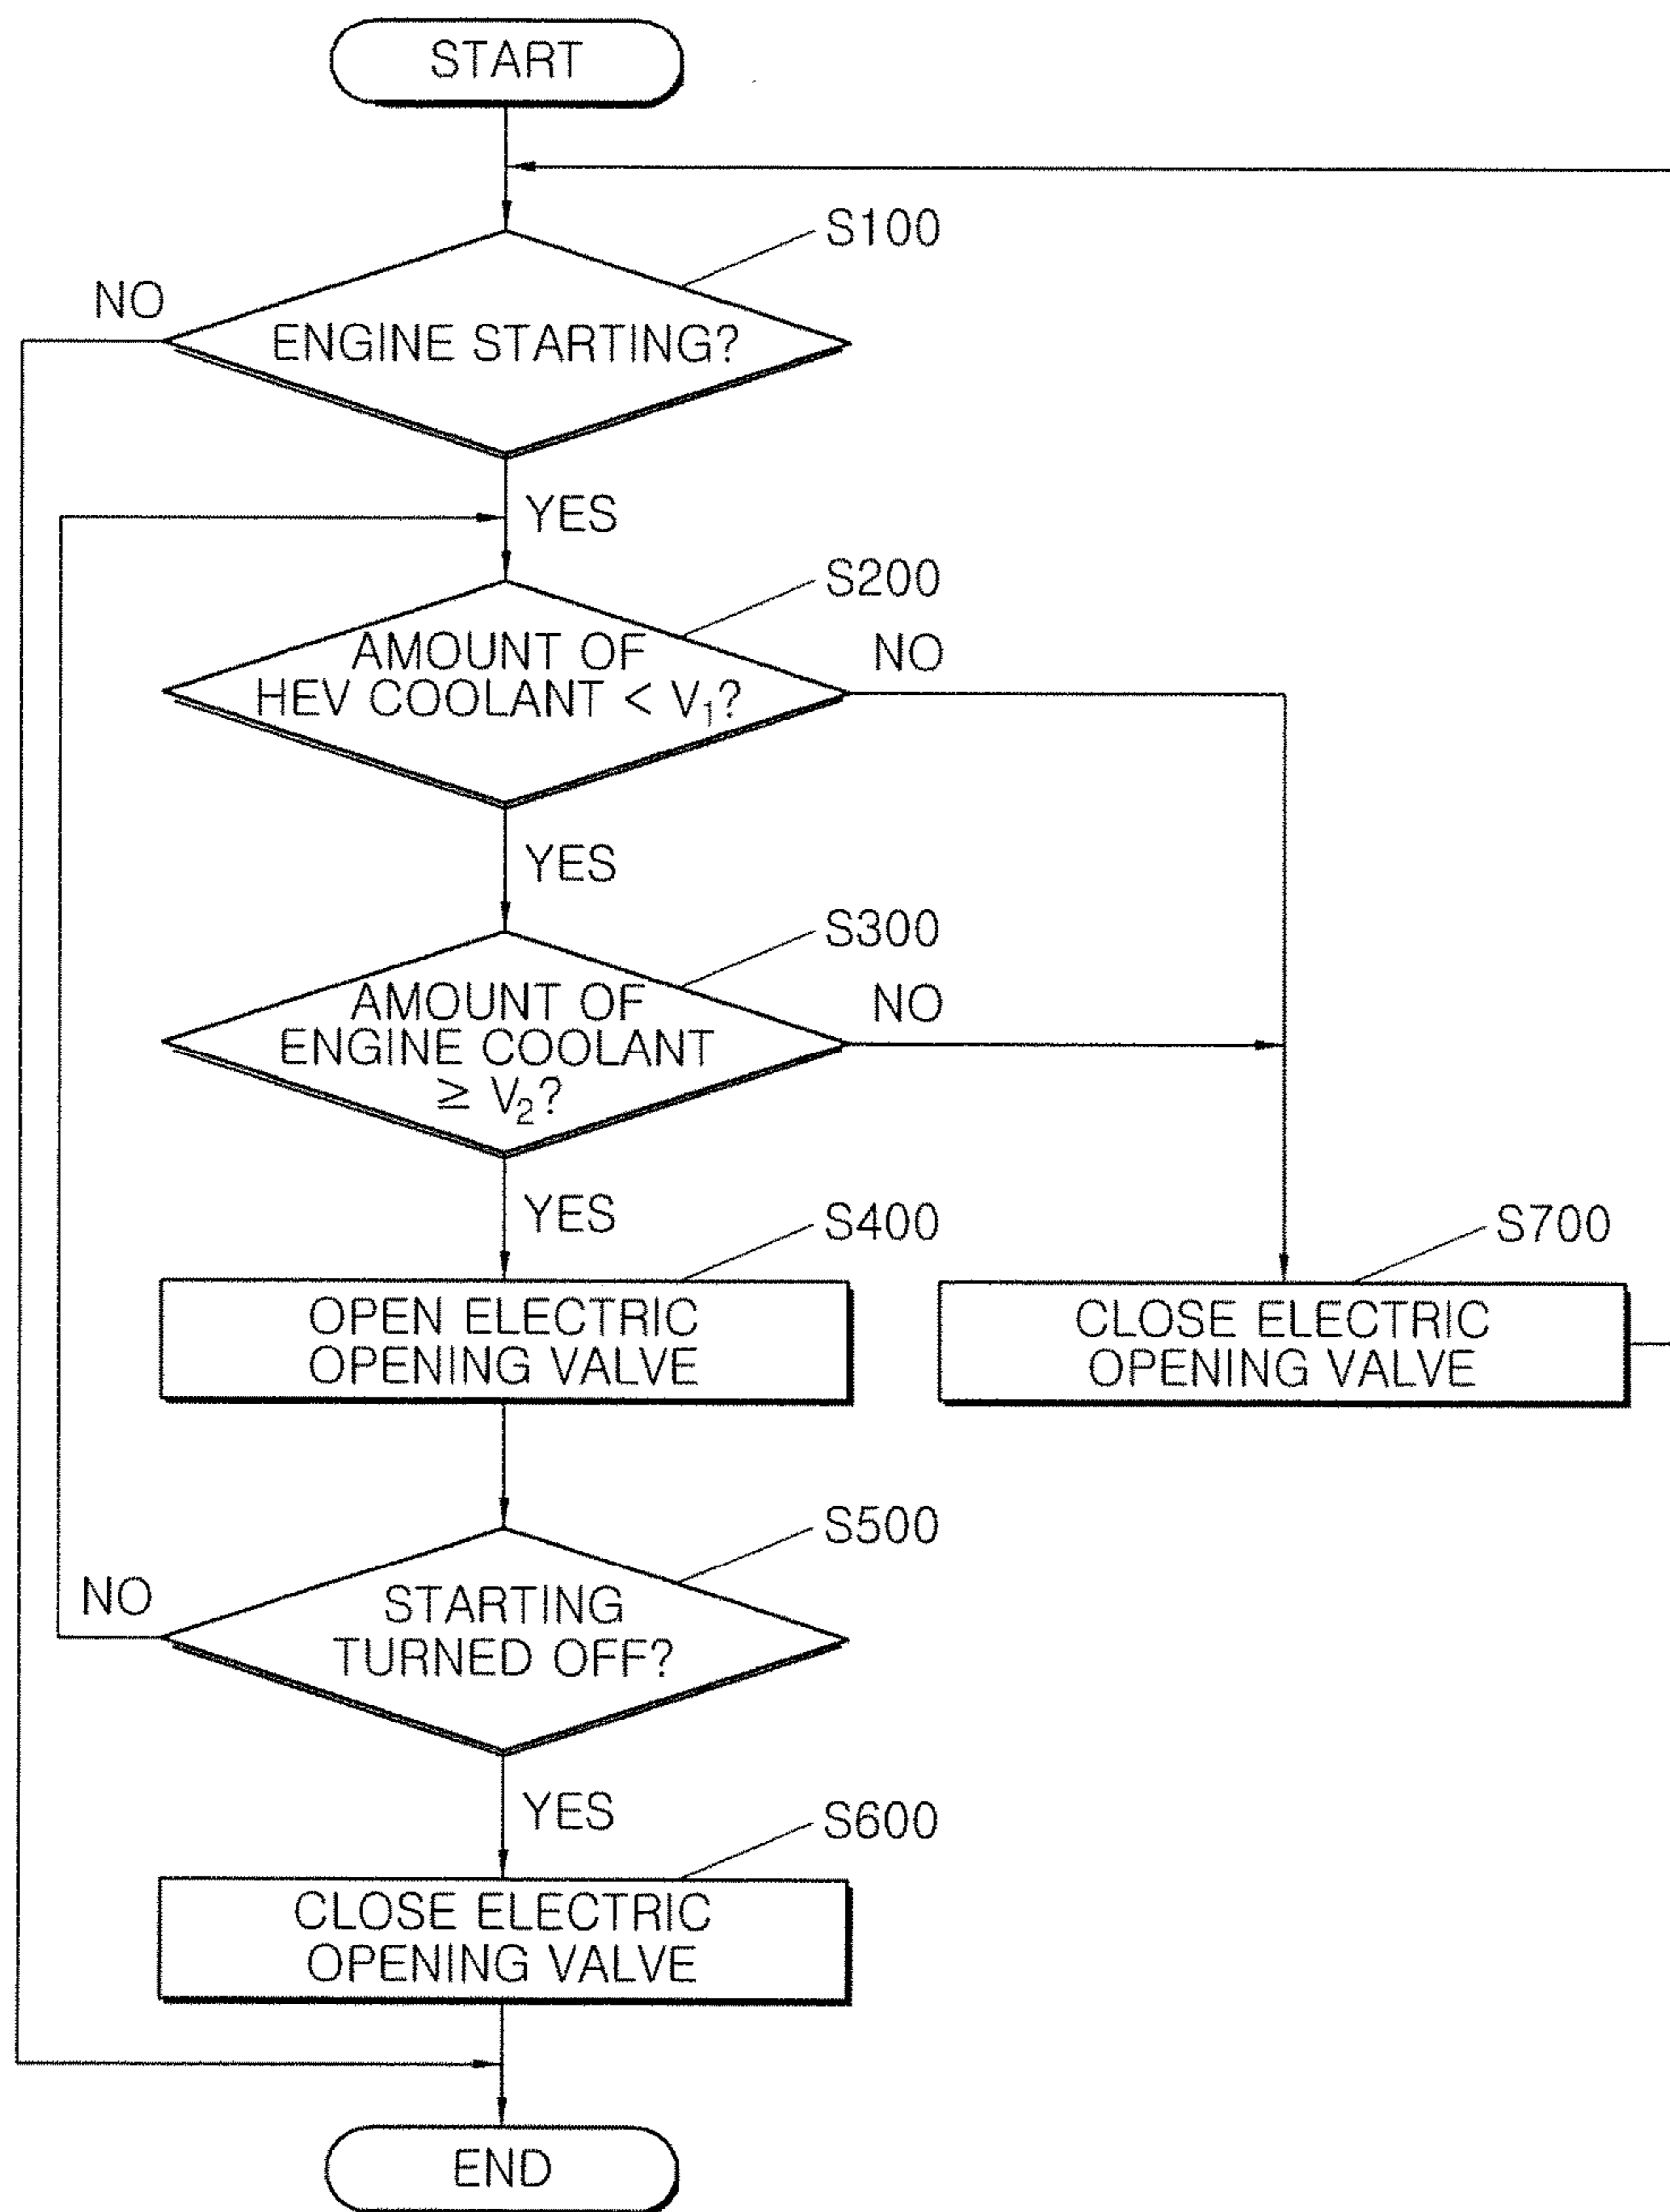 START
S100
NO
ENGINE STARTING?
YES
S200
AMOUNT OF
HEV COOLANT < V₁?
NO
YES
S300
AMOUNT OF
ENGINE COOLANT
≥ V₂?
NO
YES
S400
OPEN ELECTRIC
OPENING VALVE
S700
CLOSE ELECTRIC
OPENING VALVE
S500
NO
STARTING
TURNED OFF?
YES
S600
CLOSE ELECTRIC
OPENING VALVE
END